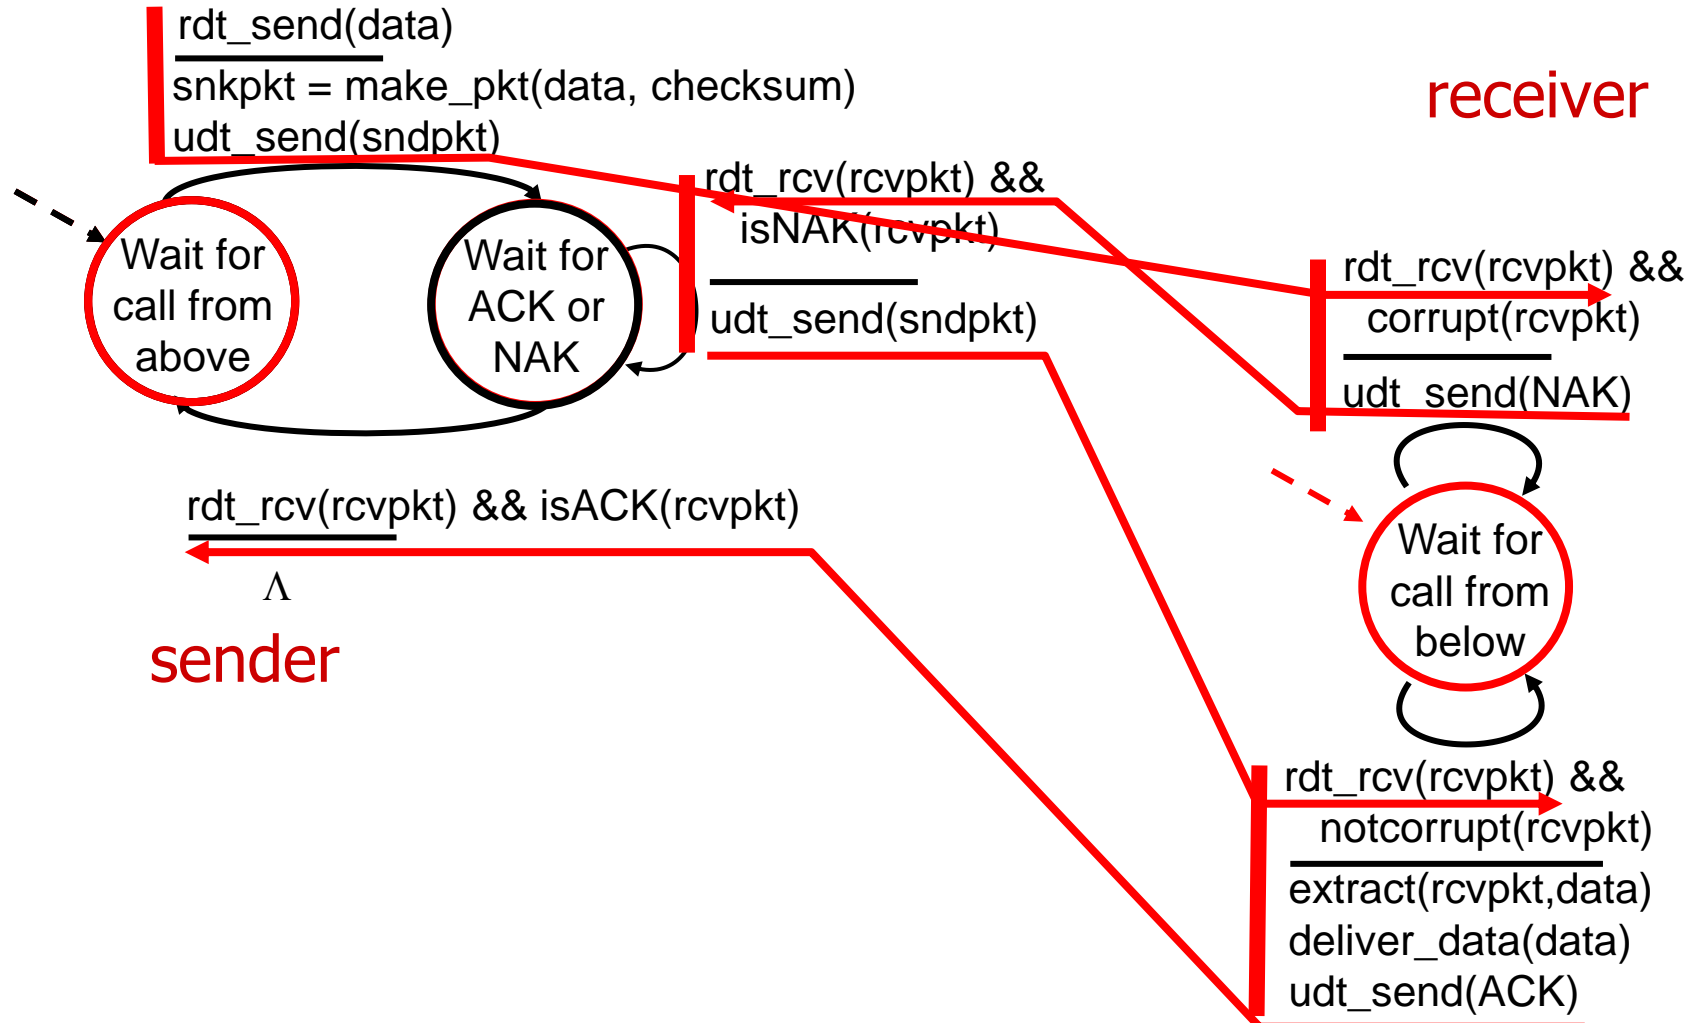 rdt_send(data)
snkpkt = make_pkt(data, checksum)
udt_send(sndpkt)
receiver
rdt_rcv(rcvpkt) &&
isNAK(rcvpkt)
udt_send(sndpkt)
Wait for
call from
above
Wait for
ACK or
NAK
rdt_rcv(rcvpkt) &&
corrupt(rcvpkt)
udt_send(NAK)
rdt_rcv(rcvpkt) && isACK(rcvpkt)
Λ
sender
Wait for
call from
below
rdt_rcv(rcvpkt) &&
notcorrupt(rcvpkt)
extract(rcvpkt,data)
deliver_data(data)
udt_send(ACK)